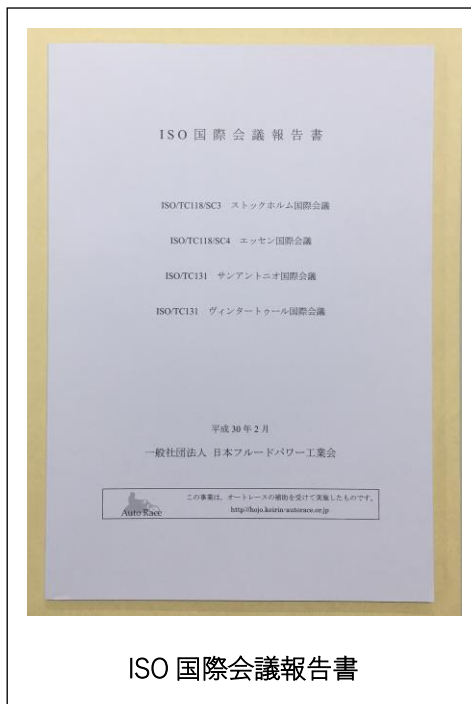 ISO国際会議報告書
ISO/TC118/SC3 ストックホルム国際会議
ISO/TC118/SC4 エッセン国際会議
ISO/TC131 サンアントニオ国際会議
ISO/TC131 ヴィンタートゥール国際会議
平成30年2月
一般社団法人 日本フルードパワー工業会
この事業は、オートレースの補助を受けて実施したものです。
Auto Race
http://hojo.keirin-autorace.or.jp
ISO 国際会議報告書